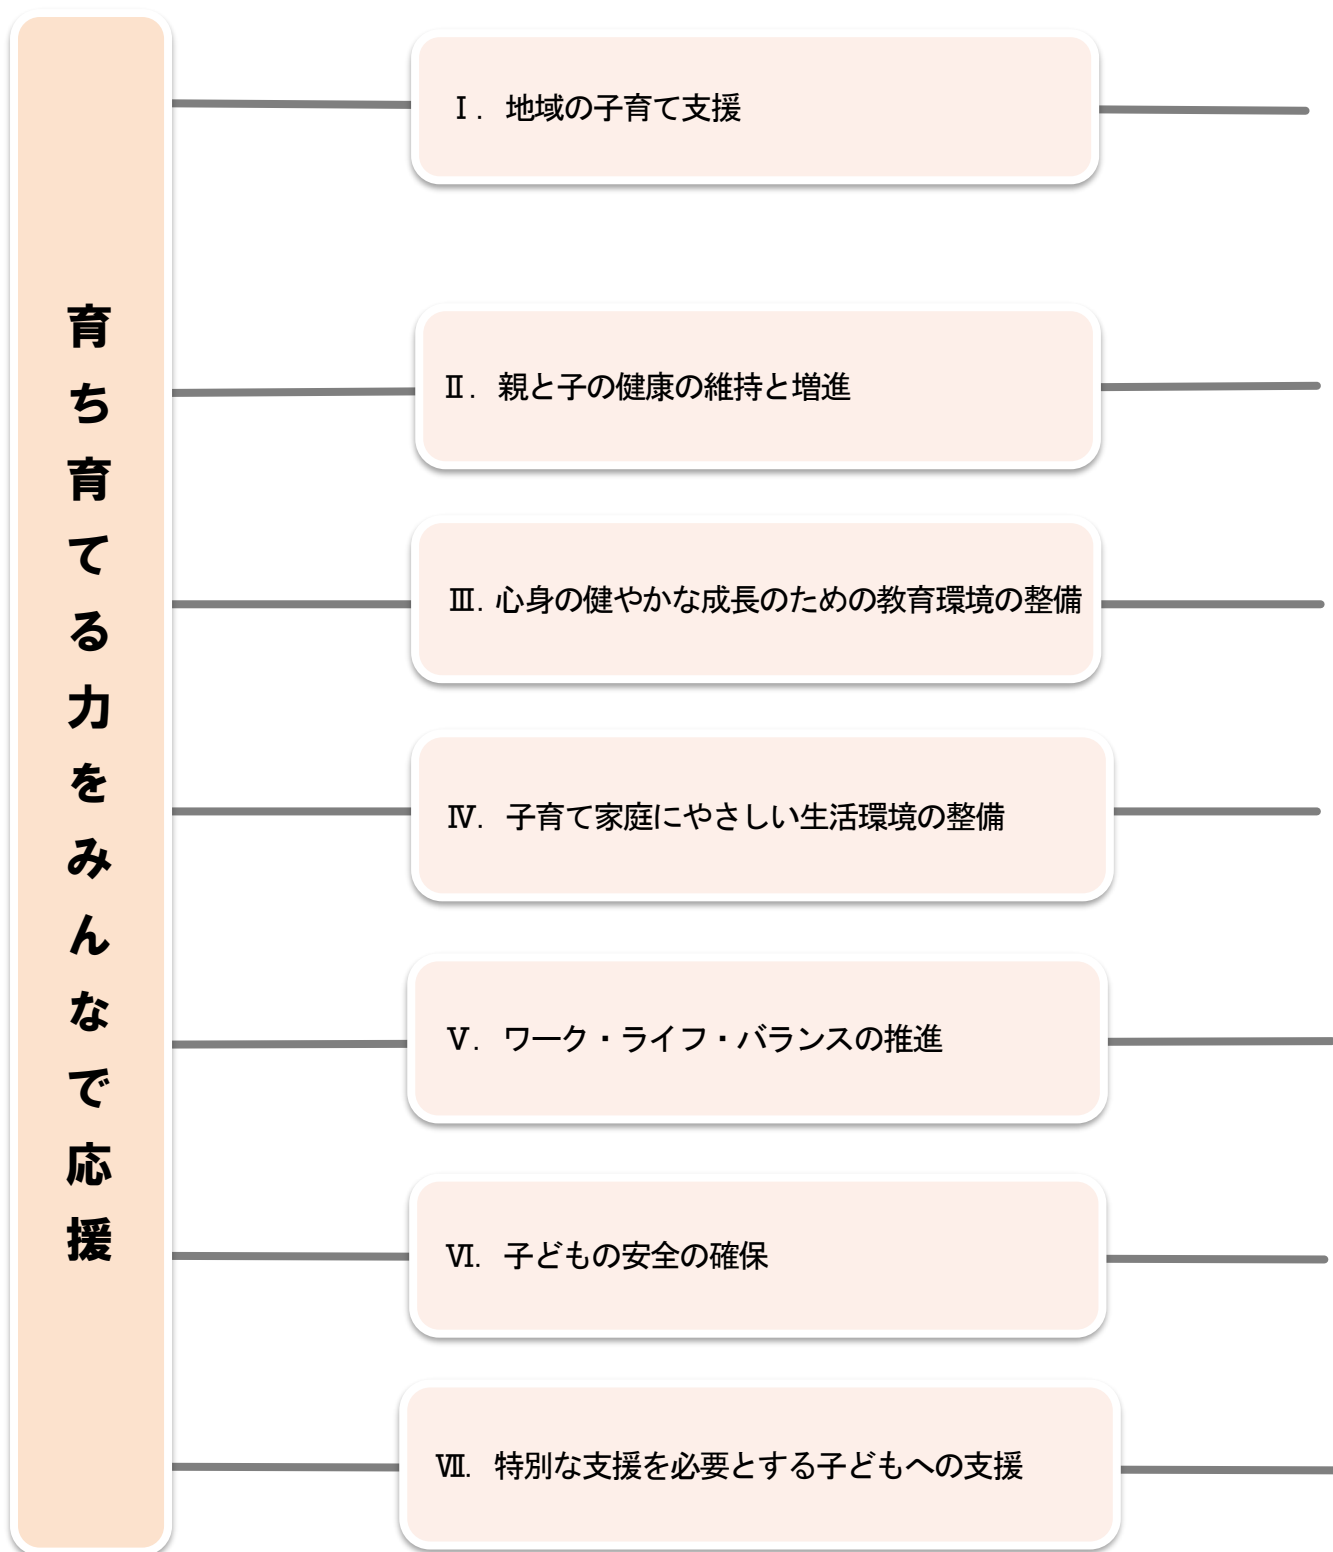 育ち育てる力をみんなで応援
Ⅰ. 地域の子育て支援
Ⅱ. 親と子の健康の維持と増進
Ⅲ. 心身の健やかな成長のための教育環境の整備
Ⅳ. 子育て家庭にやさしい生活環境の整備
Ⅴ. ワーク・ライフ・バランスの推進
Ⅵ. 子どもの安全の確保
Ⅶ. 特別な支援を必要とする子どもへの支援